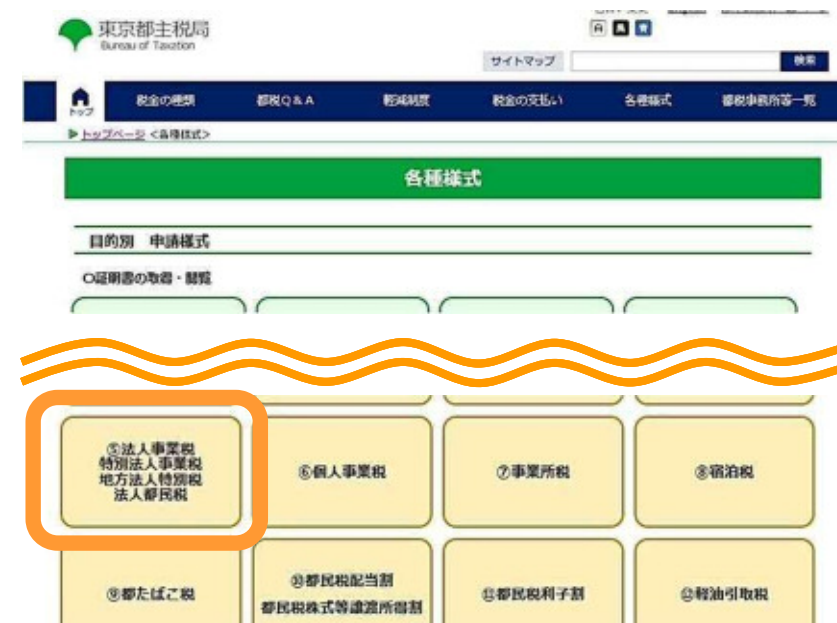 東京都主税局
Bureau of Taxation
サイトマップ
検索
トップ
税金の種類
都税Q&A
軽減制度
税金の支払い
各種様式
都税事務所等一覧
トップページ <各種様式>
各種様式
目的別 申請様式
○証明書の取得・閲覧
⑤法人事業税
特別法人事業税
地方法人特別税
法人都民税
⑥個人事業税
⑦事業所税
⑧宿泊税
⑨都たばこ税
⑩都民税配当割
都民税株式等譲渡所得割
⑪都民税利子割
⑫軽油引取税